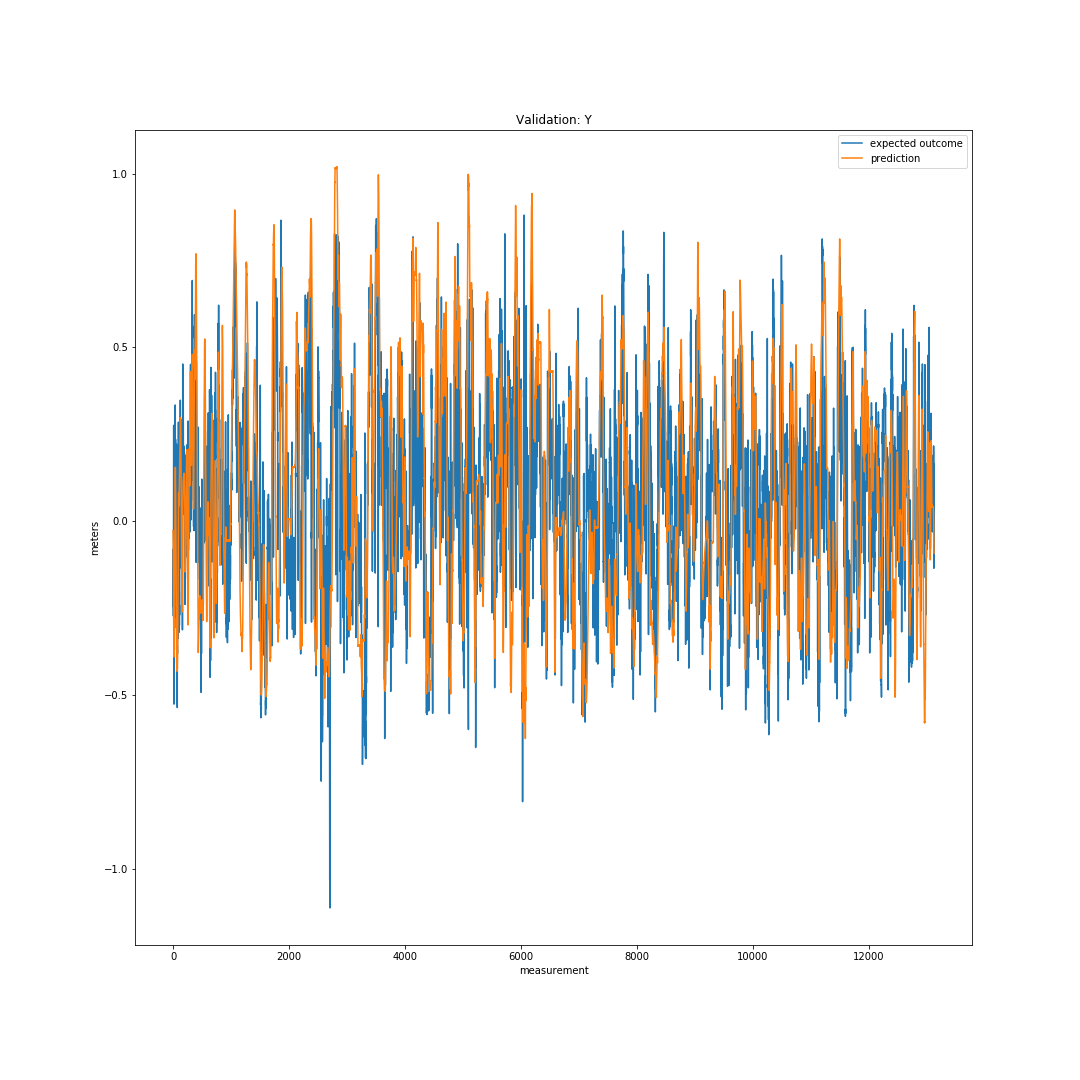 Validation: Y
expected outcome
prediction
1.0
0.5
0.0
−0.5
−1.0
meters
0 2000 4000 6000 8000 10000 12000
measurement